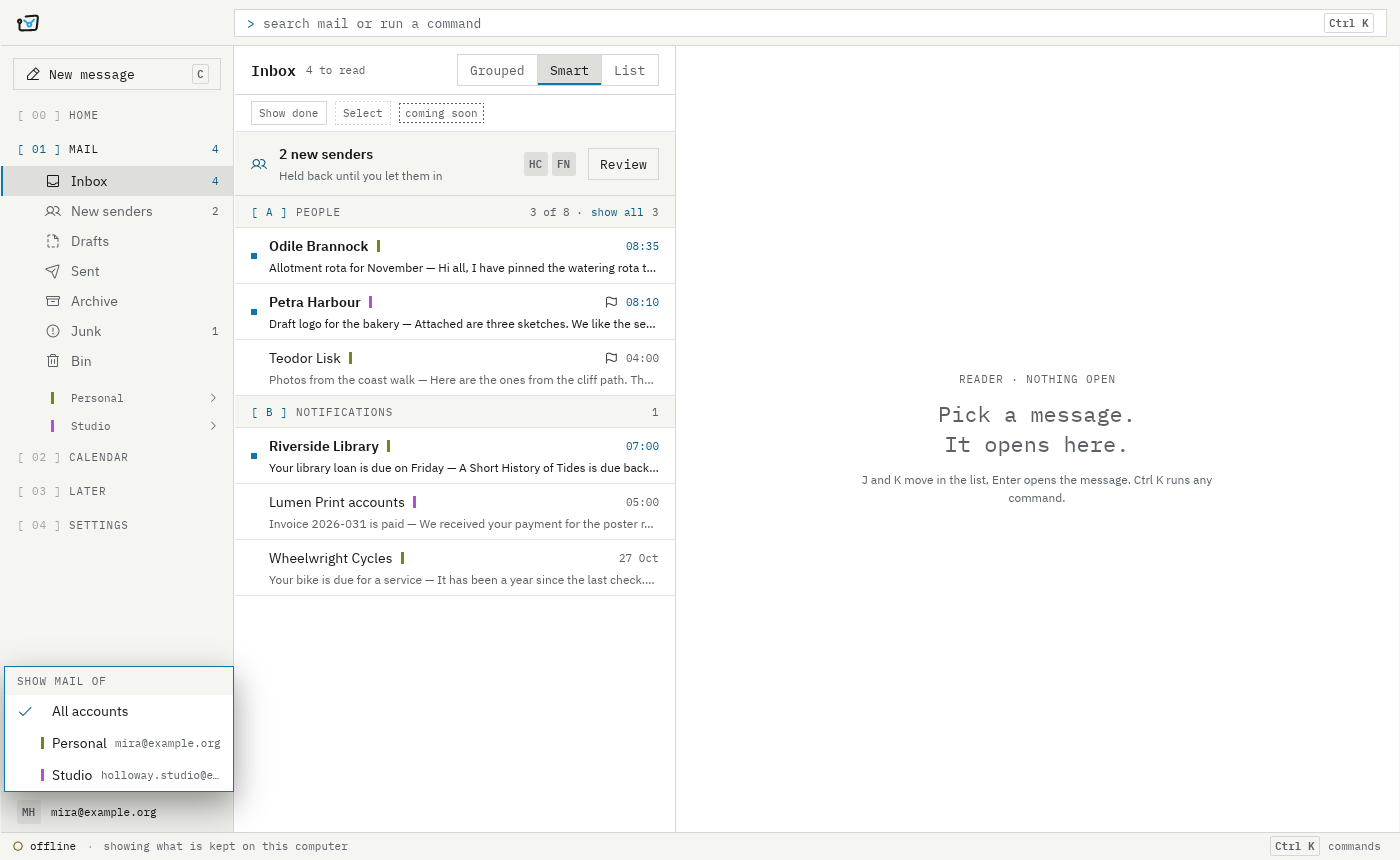 > search mail or run a command Ctrl K
New message C
[ 00 ] HOME
[ 01 ] MAIL 4
Inbox 4
New senders 2
Drafts
Sent
Archive
Junk 1
Bin
Personal
Studio
[ 02 ] CALENDAR
[ 03 ] LATER
[ 04 ] SETTINGS
SHOW MAIL OF
All accounts
Personal mira@example.org
Studio holloway.studio@e…
MH mira@example.org
Inbox 4 to read Grouped Smart List
Show done Select coming soon
2 new senders
Held back until you let them in
HC FN Review
[ A ] PEOPLE 3 of 8 · show all 3
Odile Brannock 08:35
Allotment rota for November — Hi all, I have pinned the watering rota t…
Petra Harbour 08:10
Draft logo for the bakery — Attached are three sketches. We like the se…
Teodor Lisk 04:00
Photos from the coast walk — Here are the ones from the cliff path. Th…
[ B ] NOTIFICATIONS 1
Riverside Library 07:00
Your library loan is due on Friday — A Short History of Tides is due back…
Lumen Print accounts 05:00
Invoice 2026-031 is paid — We received your payment for the poster r…
Wheelwright Cycles 27 Oct
Your bike is due for a service — It has been a year since the last check.…
READER · NOTHING OPEN
Pick a message.
It opens here.
J and K move in the list, Enter opens the message. Ctrl K runs any
command.
offline · showing what is kept on this computer Ctrl K commands